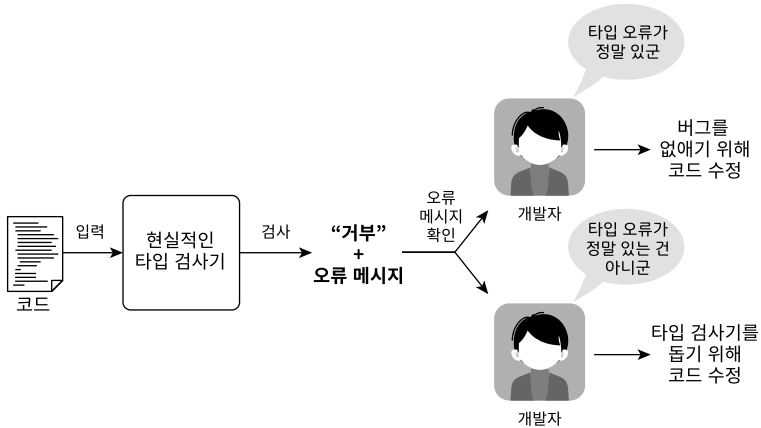 코드
입력
현실적인
타입 검사기
검사
“거부”
+
오류 메시지
오류
메시지
확인
타입 오류가
정말 있군
개발자
버그를
없애기 위해
코드 수정
타입 오류가
정말 있는 건
아니군
개발자
타입 검사기를
돕기 위해
코드 수정